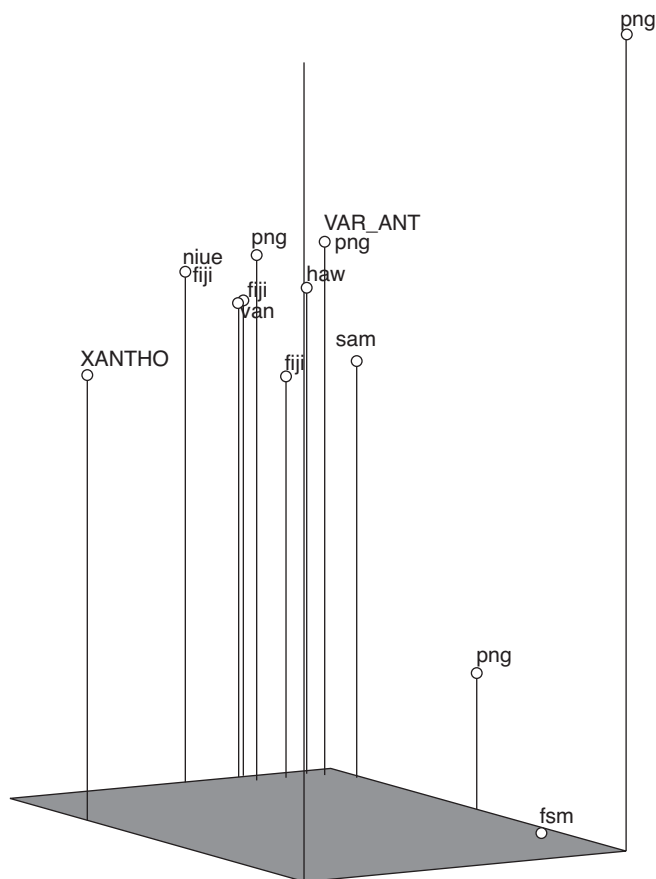 png
VAR_ANT
png
png
niue
fiji
haw
fiji
van
sam
XANTHO
fiji
png
fsm